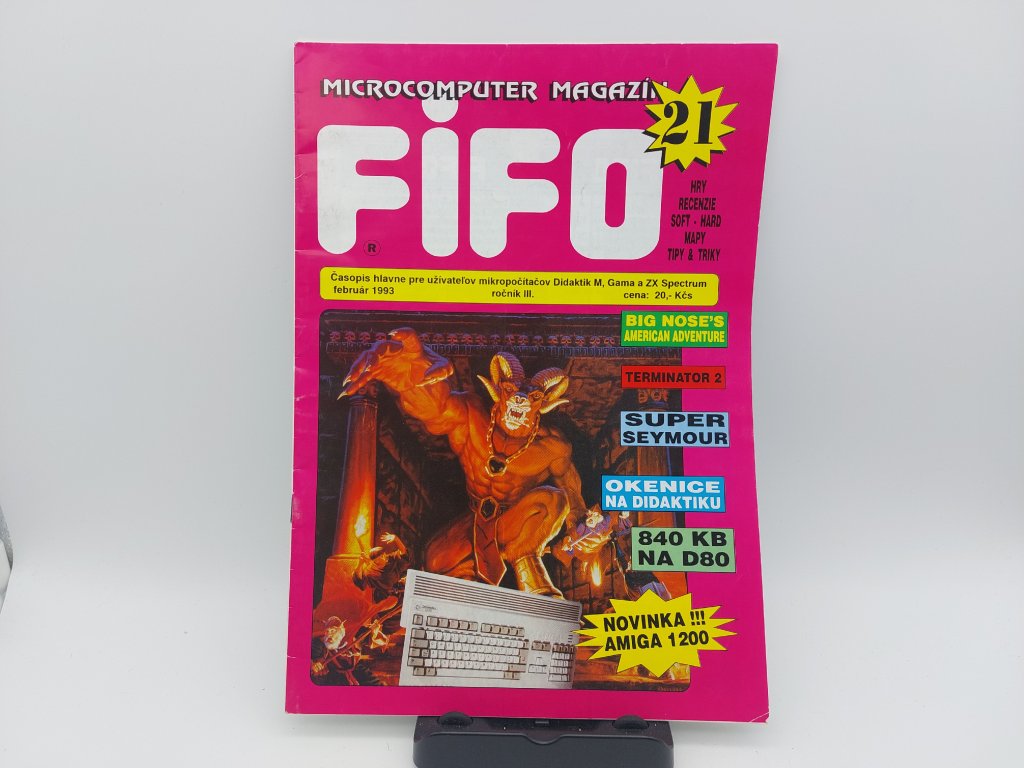 MICROCOMPUTER MAGAZÍN
21
FiFO
®
HRY
RECENZIE
SOFT - HARD
MAPY
TIPY & TRIKY
Časopis hlavne pre užívateľov mikropočítačov Didaktik M, Gama a ZX Spectrum
február 1993 ročník III. cena: 20,- Kčs
BIG NOSE'S
AMERICAN ADVENTURE
TERMINATOR 2
SUPER
SEYMOUR
OKENICE
NA DIDAKTIKU
840 KB
NA D80
NOVINKA !!!
AMIGA 1200